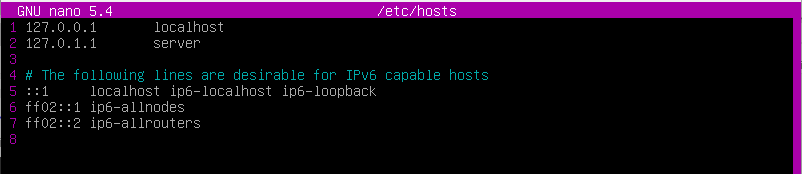 GNU nano 5.4 /etc/hosts
1 127.0.0.1 localhost
2 127.0.1.1 server
3
4 # The following lines are desirable for IPv6 capable hosts
5 ::1 localhost ip6-localhost ip6-loopback
6 ff02::1 ip6-allnodes
7 ff02::2 ip6-allrouters
8